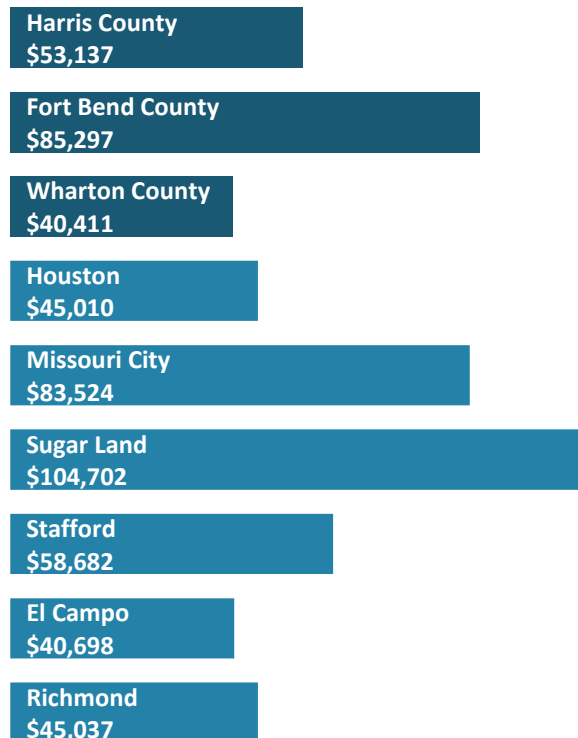 Harris County
$53,137
Fort Bend County
$85,297
Wharton County
$40,411
Houston
$45,010
Missouri City
$83,524
Sugar Land
$104,702
Stafford
$58,682
El Campo
$40,698
Richmond
$45,037